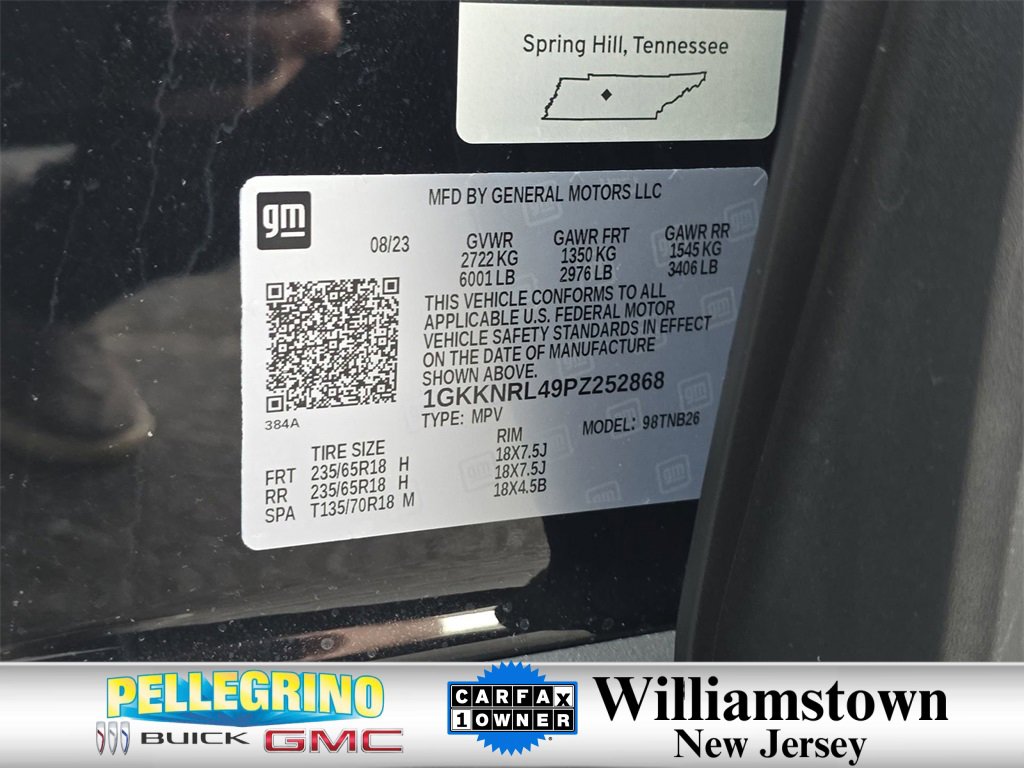 Spring Hill, Tennessee
gm
MFD BY GENERAL MOTORS LLC
08/23
GVWR
2722 KG
6001 LB
GAWR FRT
1350 KG
2976 LB
GAWR RR
1545 KG
3406 LB
THIS VEHICLE CONFORMS TO ALL
APPLICABLE U.S. FEDERAL MOTOR
VEHICLE SAFETY STANDARDS IN EFFECT
ON THE DATE OF MANUFACTURE
SHOWN ABOVE.
1GKKNRL49PZ252868
TYPE: MPV
MODEL: 98TNB26
384A
TIRE SIZE RIM
FRT 235/65R18 H 18X7.5J
RR 235/65R18 H 18X7.5J
SPA T135/70R18 M 18X4.5B
PELLEGRINO
BUICK GMC
CARFAX
1 OWNER
Williamstown
New Jersey